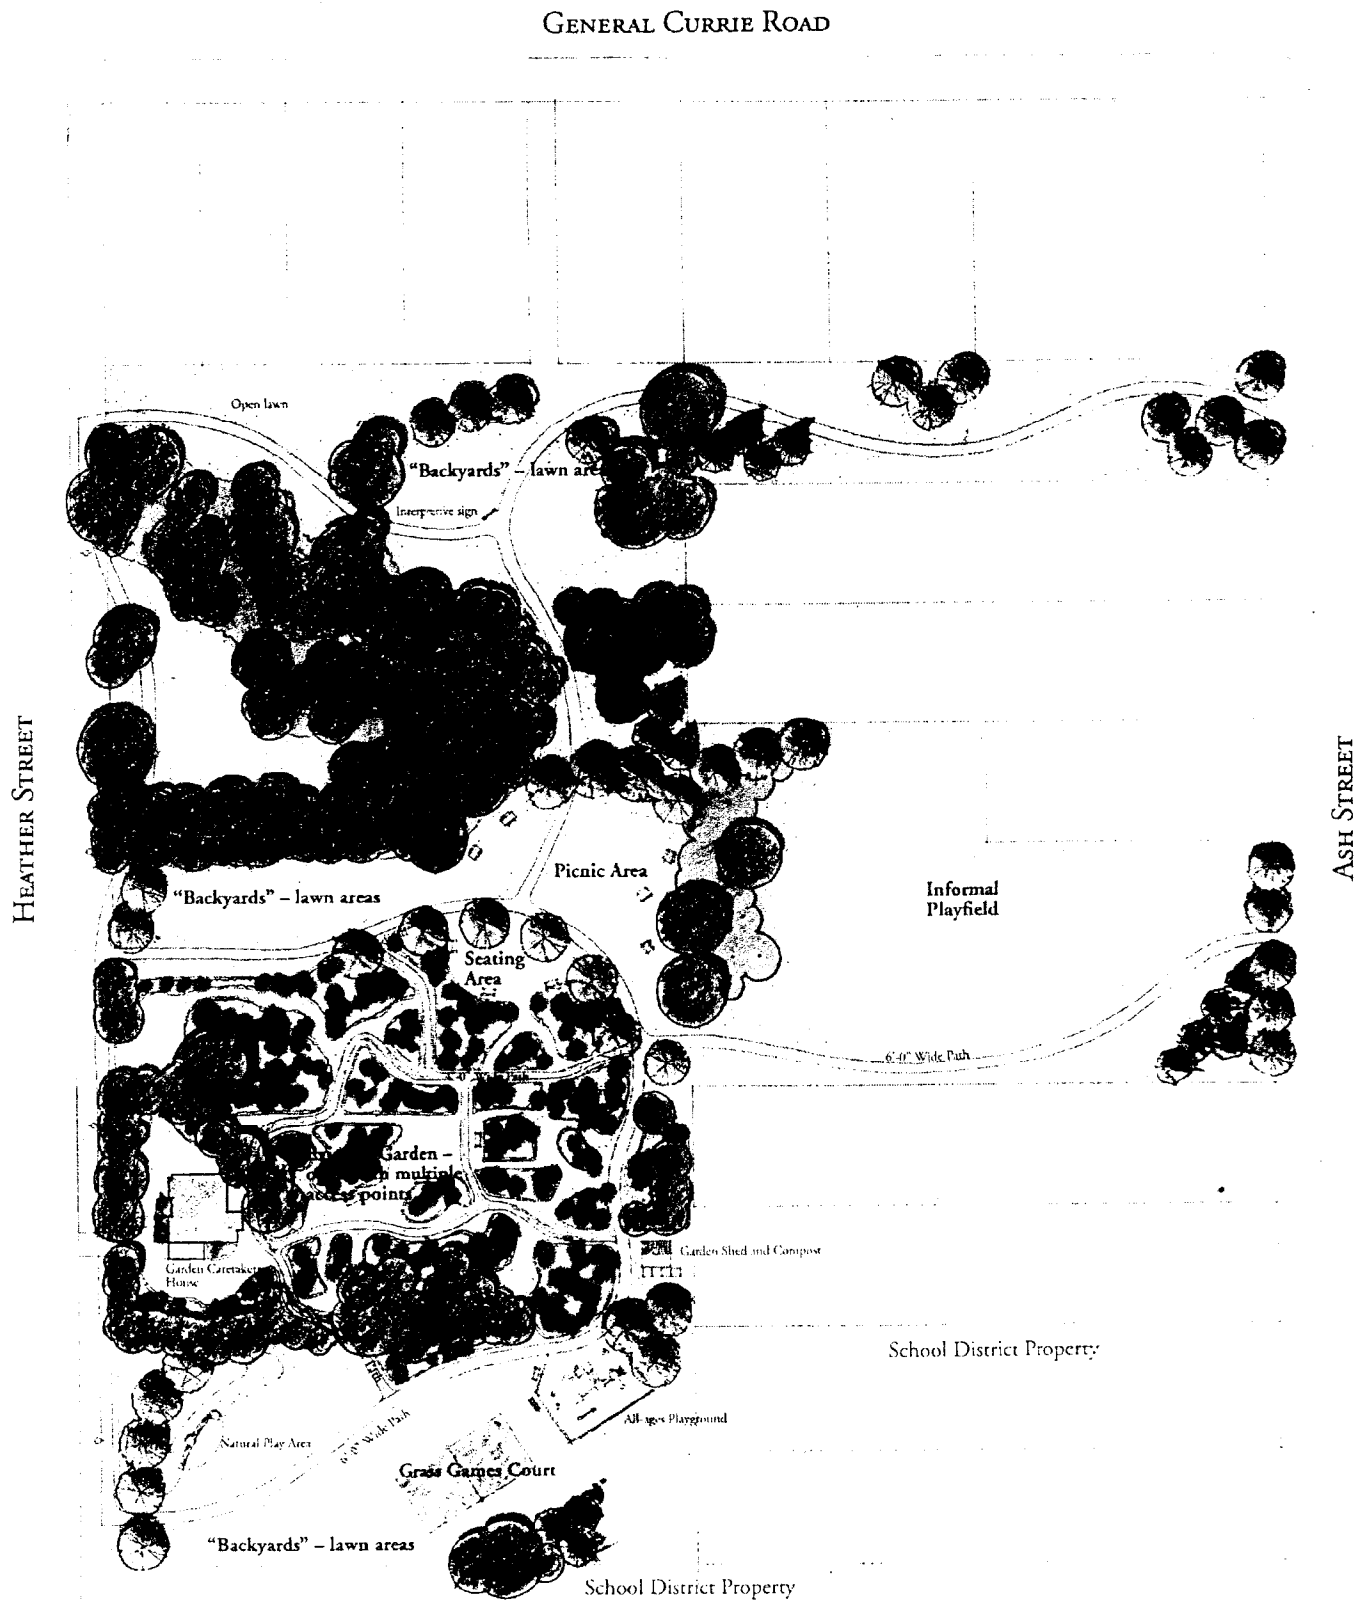 GENERAL CURRIE ROAD
Open lawn
"Backyards" – lawn are
Interpretive sign
HEATHER STREET
ASH STREET
Picnic Area
"Backyards" – lawn areas
Informal
Playfield
Seating
Area
6'-0" Wide Path
Garden –
multiple
access points
Garden Shed and Compost
Garden Caretaker
House
School District Property
All-ages Playground
Natural Play Area
6'-0" Wide Path
Grass Games Court
"Backyards" – lawn areas
School District Property